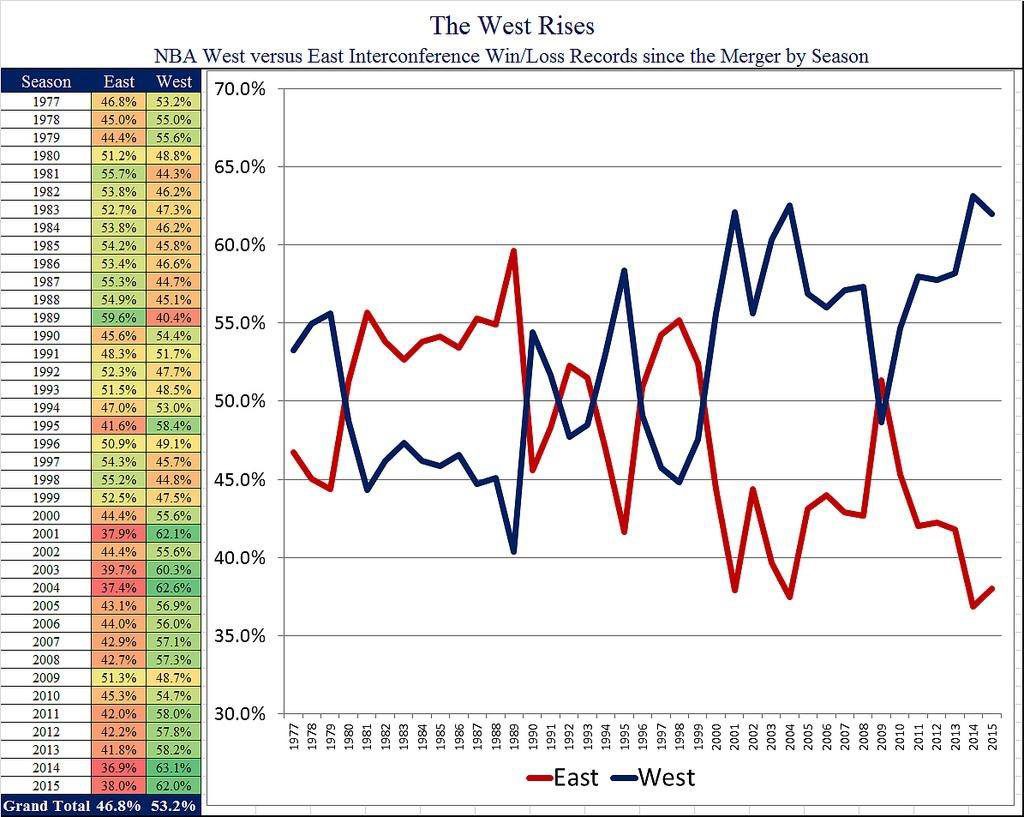 The West Rises
NBA West versus East Interconference Win/Loss Records since the Merger by Season
Season East West
1977 46.8% 53.2%
1978 45.0% 55.0%
1979 44.4% 55.6%
1980 51.2% 48.8%
1981 55.7% 44.3%
1982 53.8% 46.2%
1983 52.7% 47.3%
1984 53.8% 46.2%
1985 54.2% 45.8%
1986 53.4% 46.6%
1987 55.3% 44.7%
1988 54.9% 45.1%
1989 59.6% 40.4%
1990 45.6% 54.4%
1991 48.3% 51.7%
1992 52.3% 47.7%
1993 51.5% 48.5%
1994 47.0% 53.0%
1995 41.6% 58.4%
1996 50.9% 49.1%
1997 54.3% 45.7%
1998 55.2% 44.8%
1999 52.5% 47.5%
2000 44.4% 55.6%
2001 37.9% 62.1%
2002 44.4% 55.6%
2003 39.7% 60.3%
2004 37.4% 62.6%
2005 43.1% 56.9%
2006 44.0% 56.0%
2007 42.9% 57.1%
2008 42.7% 57.3%
2009 51.3% 48.7%
2010 45.3% 54.7%
2011 42.0% 58.0%
2012 42.2% 57.8%
2013 41.8% 58.2%
2014 36.9% 63.1%
2015 38.0% 62.0%
Grand Total 46.8% 53.2%
70.0%
65.0%
60.0%
55.0%
50.0%
45.0%
40.0%
35.0%
30.0%
1977 1978 1979 1980 1981 1982 1983 1984 1985 1986 1987 1988 1989 1990 1991 1992 1993 1994 1995 1996 1997 1998 1999 2000 2001 2002 2003 2004 2005 2006 2007 2008 2009 2010 2011 2012 2013 2014 2015
East West